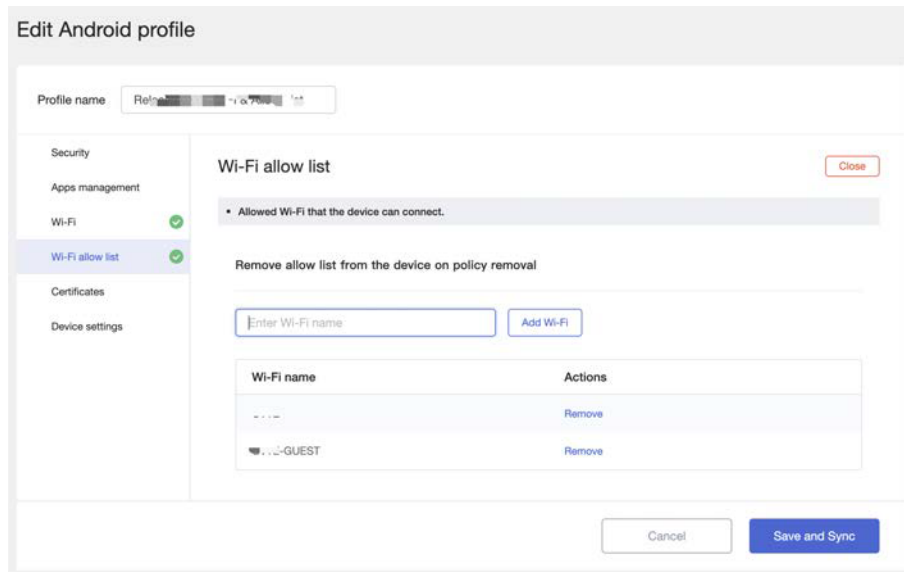 Edit Android profile
Profile name
Security
Apps management
Wi-Fi
Wi-Fi allow list
Certificates
Device settings
Wi-Fi allow list
Close
• Allowed Wi-Fi that the device can connect.
Remove allow list from the device on policy removal
Enter Wi-Fi name
Add Wi-Fi
Wi-Fi name Actions
Remove
-GUEST Remove
Cancel
Save and Sync